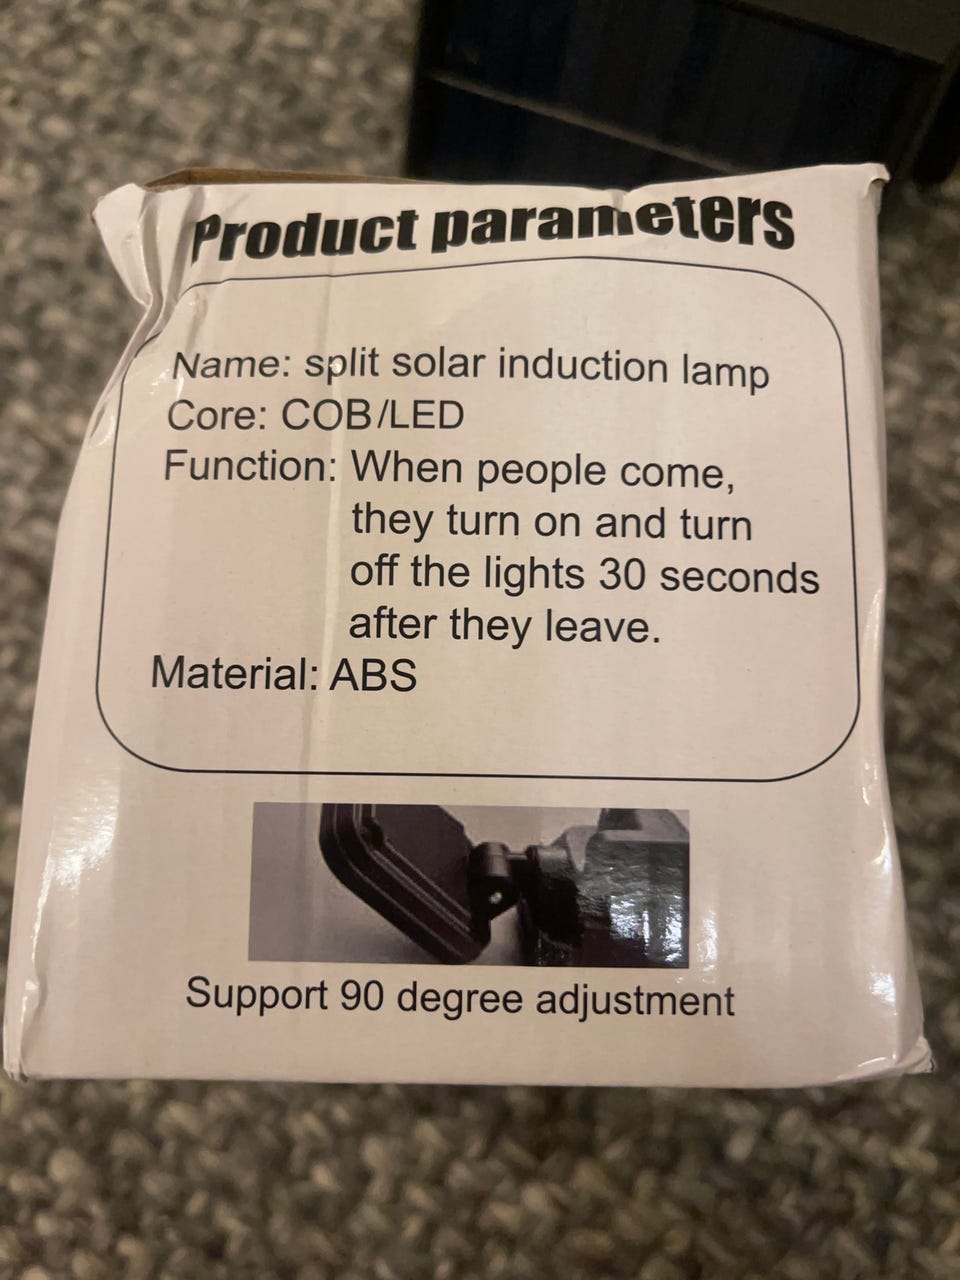 Product parameters
Name: split solar induction lamp
Core: COB/LED
Function: When people come,
they turn on and turn
off the lights 30 seconds
after they leave.
Material: ABS
Support 90 degree adjustment